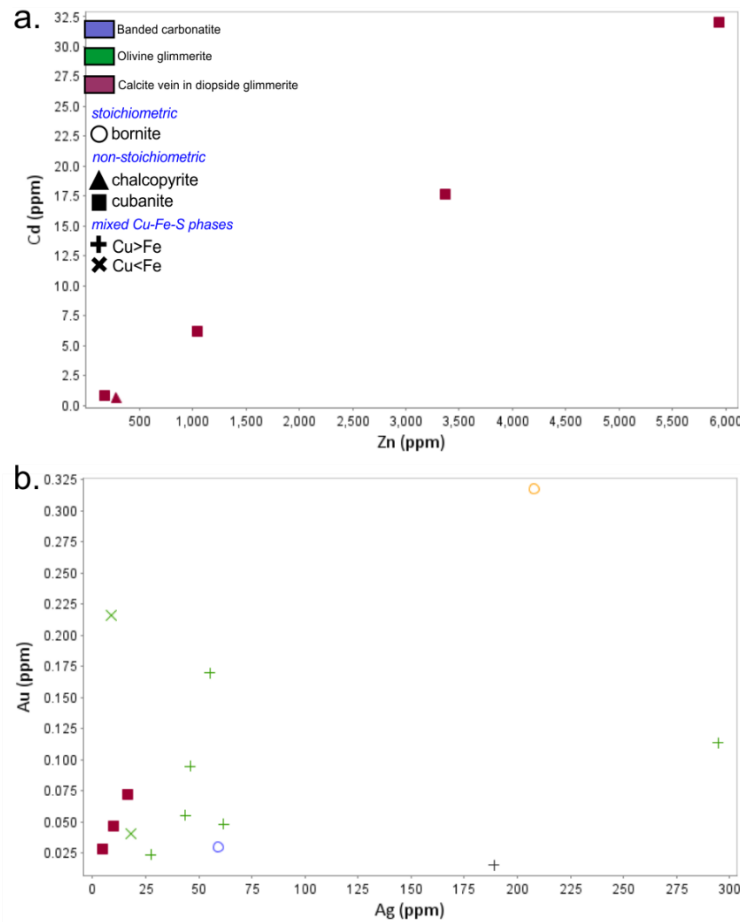 a.
32.5
30.0
27.5
25.0
22.5
20.0
17.5
15.0
12.5
10.0
7.5
5.0
2.5
0.0
Cd (ppm)
Banded carbonatite
Olivine glimmerite
Calcite vein in diopside glimmerite
stoichiometric
bornite
non-stoichiometric
chalcopyrite
cubanite
mixed Cu-Fe-S phases
Cu>Fe
Cu<Fe
500 1,000 1,500 2,000 2,500 3,000 3,500 4,000 4,500 5,000 5,500 6,000
Zn (ppm)
b.
0.325
0.300
0.275
0.250
0.225
0.200
0.175
0.150
0.125
0.100
0.075
0.050
0.025
Au (ppm)
0 25 50 75 100 125 150 175 200 225 250 275 300
Ag (ppm)